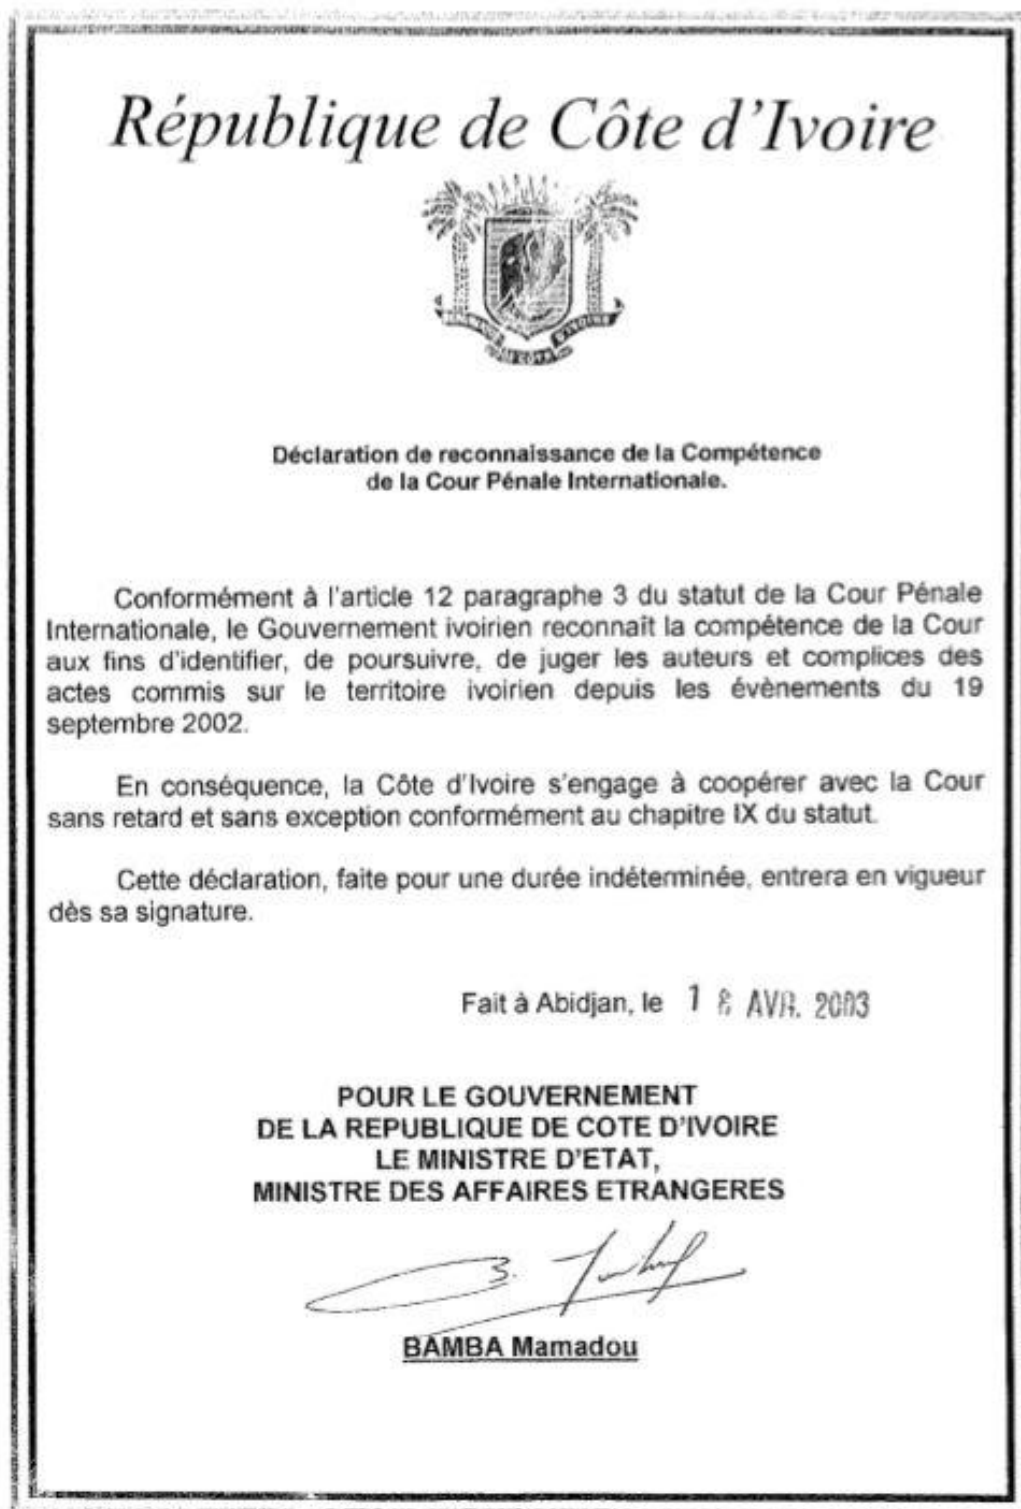 République de Côte d'Ivoire
Déclaration de reconnaissance de la Compétence
de la Cour Pénale Internationale.
Conformément à l'article 12 paragraphe 3 du statut de la Cour Pénale
Internationale, le Gouvernement ivoirien reconnaît la compétence de la Cour
aux fins d'identifier, de poursuivre, de juger les auteurs et complices des
actes commis sur le territoire ivoirien depuis les évènements du 19
septembre 2002.
En conséquence, la Côte d'Ivoire s'engage à coopérer avec la Cour
sans retard et sans exception conformément au chapitre IX du statut.
Cette déclaration, faite pour une durée indéterminée, entrera en vigueur
dès sa signature.
Fait à Abidjan, le 18 AVR. 2003
POUR LE GOUVERNEMENT
DE LA REPUBLIQUE DE COTE D'IVOIRE
LE MINISTRE D'ETAT,
MINISTRE DES AFFAIRES ETRANGERES
BAMBA Mamadou